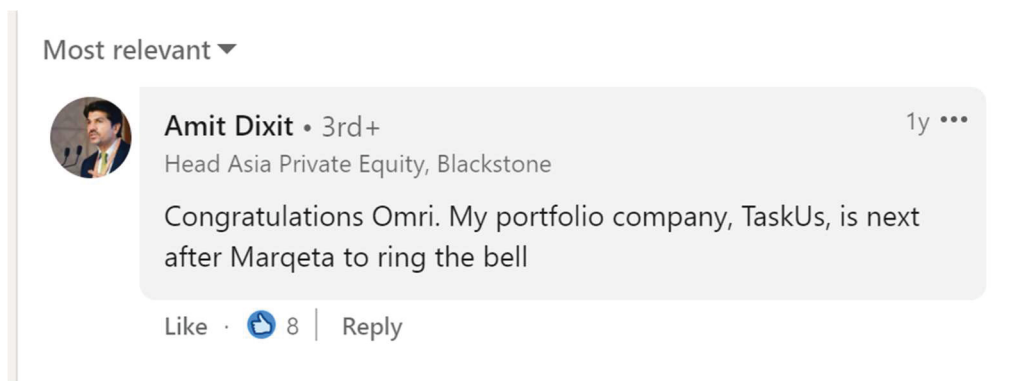 Most relevant
Amit Dixit • 3rd+
1y •••
Head Asia Private Equity, Blackstone
Congratulations Omri. My portfolio company, TaskUs, is next
after Marqeta to ring the bell
Like · 8 | Reply